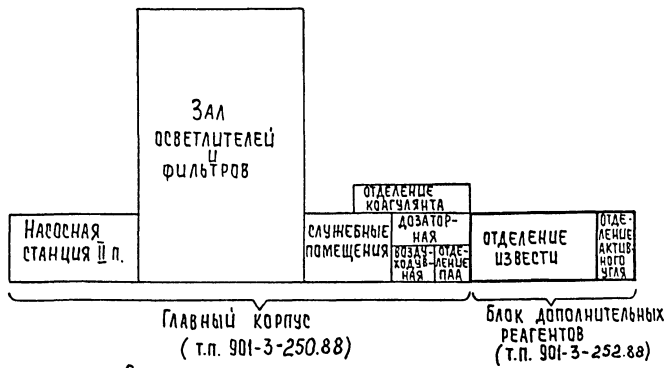 Зал
осветлителей
и
фильтров
Насосная
станция II п.
Служебные
помещения
Отделение
коагулянта
Дозатор-
ная
Возду-
ходув-
ная
Отде-
ление
ПАА
Отделение
извести
Отде-
ление
актив-
ного
угля
Главный корпус
(т.п. 901-3-250.88)
Блок дополнительных
реагентов
(т.п. 901-3-252.88)